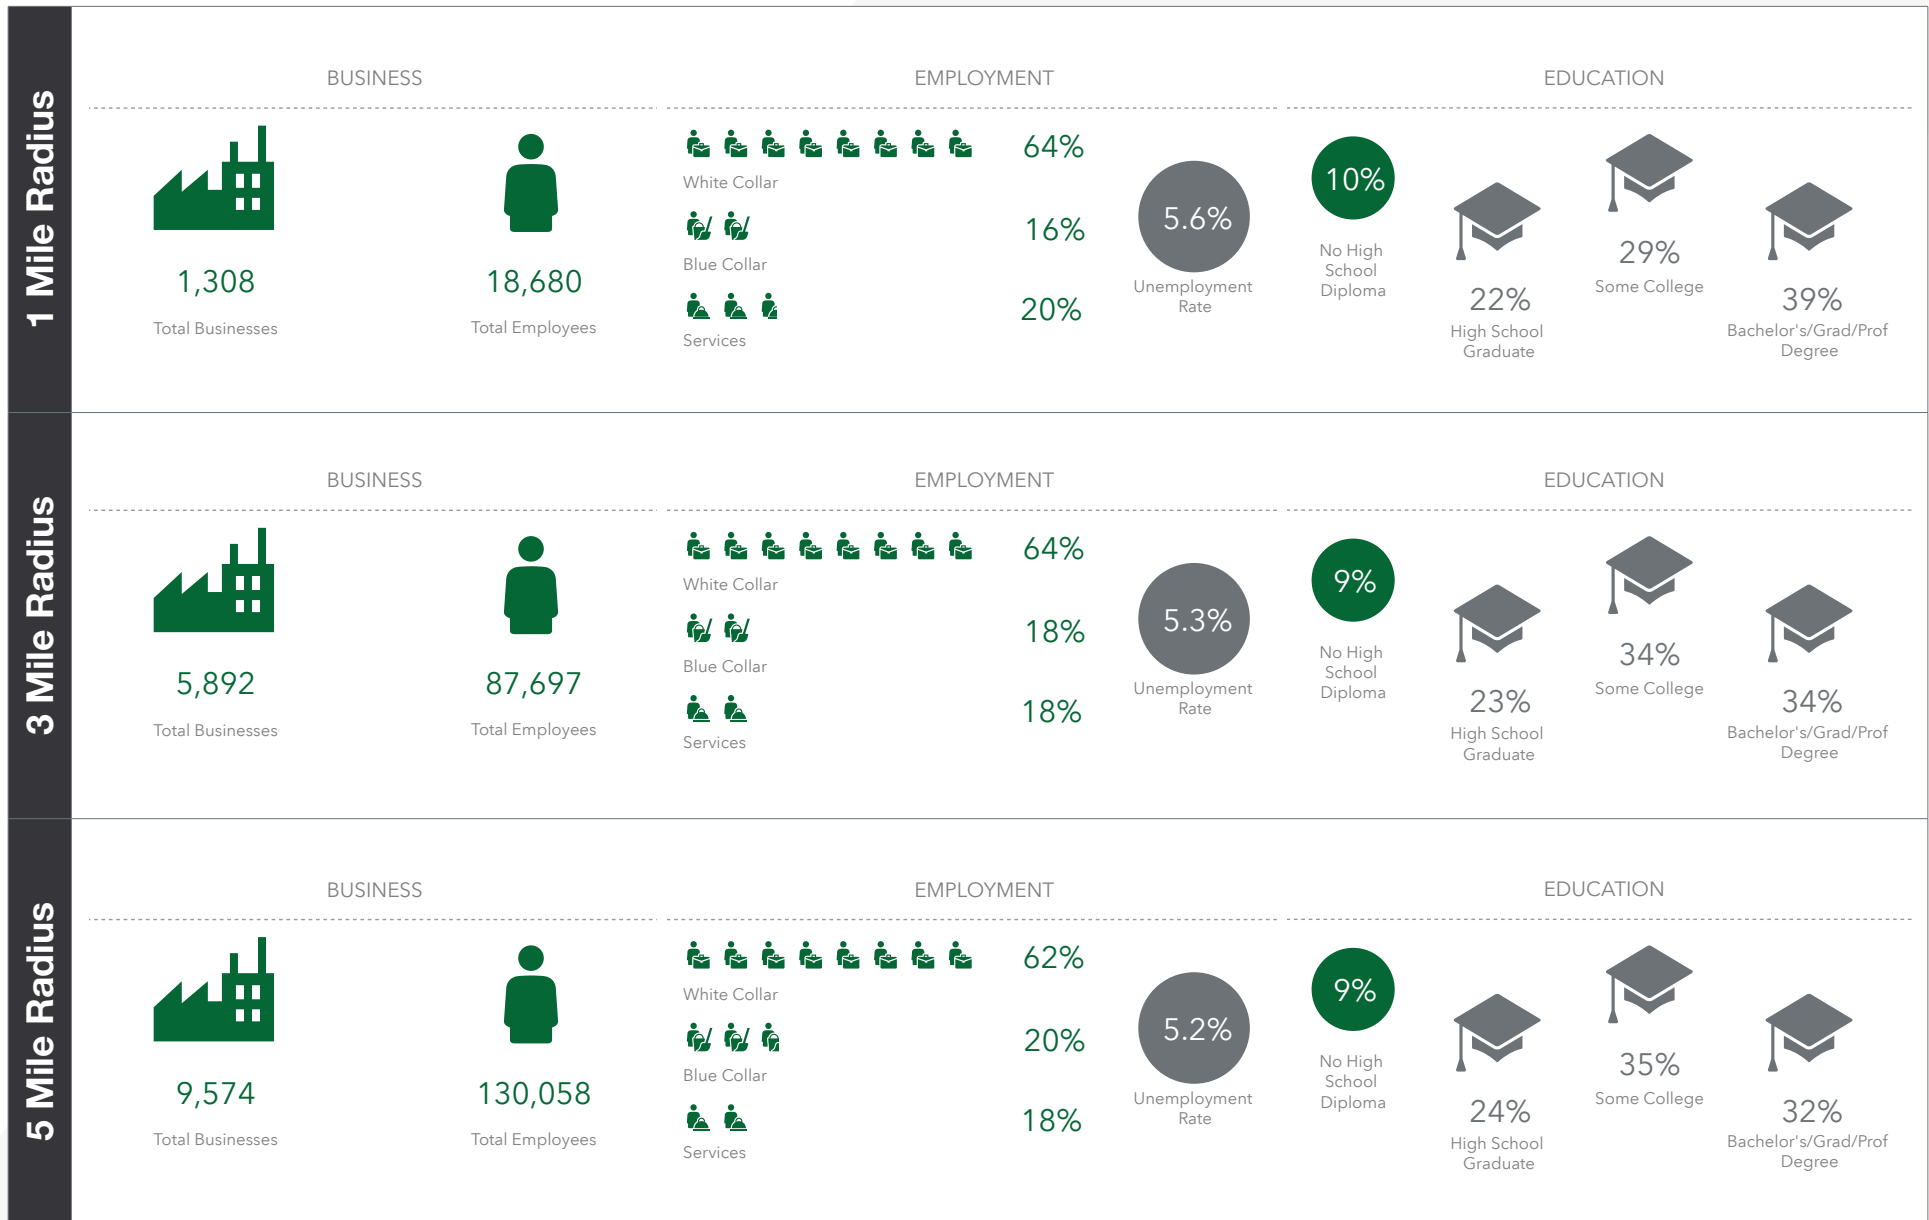 1 Mile Radius
BUSINESS
1,308
Total Businesses
18,680
Total Employees
EMPLOYMENT
64%
White Collar
16%
Blue Collar
20%
Services
5.6%
Unemployment
Rate
EDUCATION
10%
No High
School
Diploma
22%
High School
Graduate
29%
Some College
39%
Bachelor's/Grad/Prof
Degree
3 Mile Radius
BUSINESS
5,892
Total Businesses
87,697
Total Employees
EMPLOYMENT
64%
White Collar
18%
Blue Collar
18%
Services
5.3%
Unemployment
Rate
EDUCATION
9%
No High
School
Diploma
23%
High School
Graduate
34%
Some College
34%
Bachelor's/Grad/Prof
Degree
5 Mile Radius
BUSINESS
9,574
Total Businesses
130,058
Total Employees
EMPLOYMENT
62%
White Collar
20%
Blue Collar
18%
Services
5.2%
Unemployment
Rate
EDUCATION
9%
No High
School
Diploma
24%
High School
Graduate
35%
Some College
32%
Bachelor's/Grad/Prof
Degree